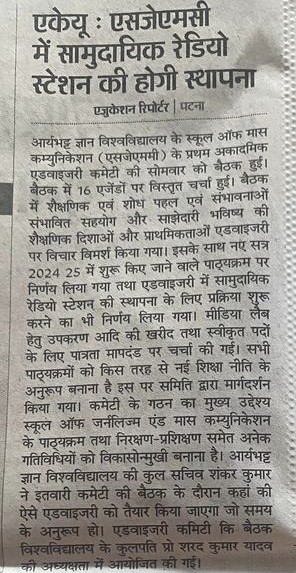 एकेयू : एसजेएमसी
में सामुदायिक रेडियो
स्टेशन की होगी स्थापना
एजुकेशन रिपोर्टर | पटना
आर्यभट्ट ज्ञान विश्वविद्यालय के स्कूल ऑफ मास
कम्युनिकेशन (एसजेएममी) के प्रथम अकादमिक
एडवाइजरी कमेटी की सोमवार को बैठक हुई।
बैठक में 16 एजेंडों पर विस्तृत चर्चा हुई। बैठक
में शैक्षणिक एवं शोध पहल एवं संभावनाओं
संभावित सहयोग और साझेदारी भविष्य की
शैक्षणिक दिशाओं और प्राथमिकताओं एडवाइजरी
पर विचार विमर्श किया गया। इसके साथ नए सत्र
2024 25 में शुरू किए जाने वाले पाठ्यक्रम पर
निर्णय लिया गया तथा एडवाइजरी में सामुदायिक
रेडियो स्टेशन की स्थापना के लिए प्रक्रिया शुरू
करने का भी निर्णय लिया गया। मीडिया लैब
हेतु उपकरण आदि की खरीद तथा स्वीकृत पदों
के लिए पात्रता मापदंड पर चर्चा की गई। सभी
पाठ्यक्रमों को किस तरह से नई शिक्षा नीति के
अनुरूप बनाना है इस पर समिति द्वारा मार्गदर्शन
किया गया। कमेटी के गठन का मुख्य उद्देश्य
स्कूल ऑफ जर्नलिज्म एंड मास कम्युनिकेशन
के पाठ्यक्रम तथा निरक्षण-प्रशिक्षण समेत अनेक
गतिविधियों को विकासोन्मुखी बनाना है। आर्यभट्ट
ज्ञान विश्वविद्यालय की कुल सचिव शंकर कुमार
ने इतवारी कमेटी की बैठक के दौरान कहा की
ऐसे एडवाइजरी को तैयार किया जाएगा जो समय
के अनुरूप हो। एडवाइजरी कमिटी कि बैठक
विश्वविद्यालय के कुलपति प्रो शरद कुमार यादव
की अध्यक्षता में आयोजित की गई।